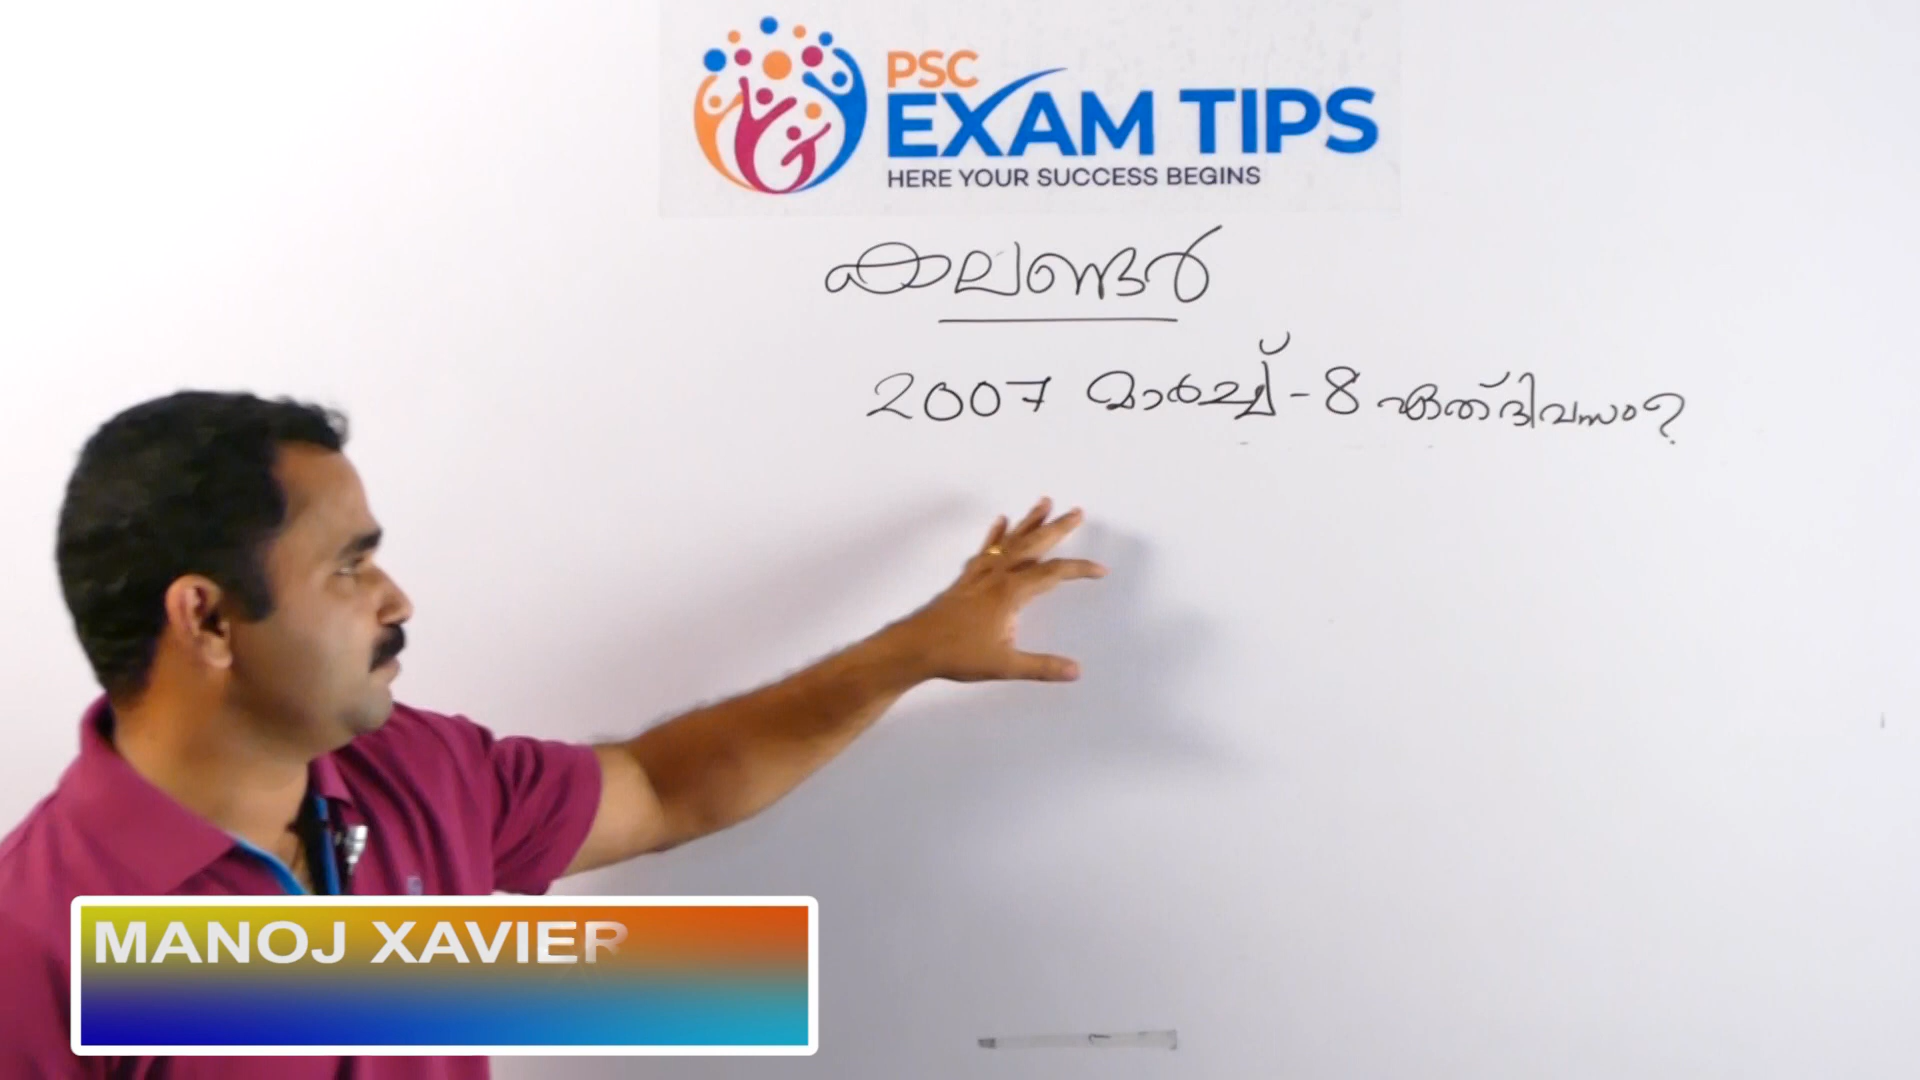 PSC
EXAM TIPS
HERE YOUR SUCCESS BEGINS
കലണ്ടർ
2007 മാർച്ച് - 8 ഏത് ദിവസം?
MANOJ XAVIER